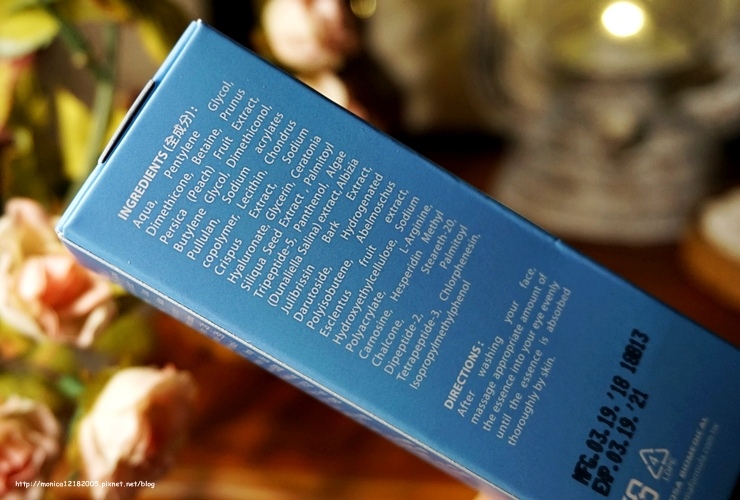 INGREDIENTS (全成分):
Aqua, Pentylene Glycol,
Dimethicone, Betaine, Prunus
Persica (Peach) Fruit Extract,
Butylene Glycol, Dimethiconol,
Pullulan, Sodium acrylates
copolymer, Lecithin, Chondrus
Crispus Extract, Sodium
Hyaluronate, Glycerin, Ceratonia
Siliqua Seed Extract, Palmitoyl
Tripeptide-5, Panthenol, Algae
(Dunaliella Salina) extract, Albizia
Julibrissin Bark Extract,
Darutoside, Hydrogenated
Polyisobutene, Abelmoschus
Esclentus fruit extract,
Hydroxyethylcellulose, Sodium
Polyacrylate, L-Arginine,
Carnosine, Hesperidin Methyl
Chalcone, Steareth-20,
Dipeptide-2, Palmitoyl
Tetrapeptide-3, Chlorphenesin,
Isopropylmethylphenol
DIRECTIONS:
After washing your face,
massage appropriate amount of
the essence into your eye evenly
until the essence is absorbed
thoroughly by skin.
MFG.03.19.'18 18B13
EXP.03.19.'21
4
LDPE
BIOMEDICAL
http://monica12182005.pixnet.net/blog